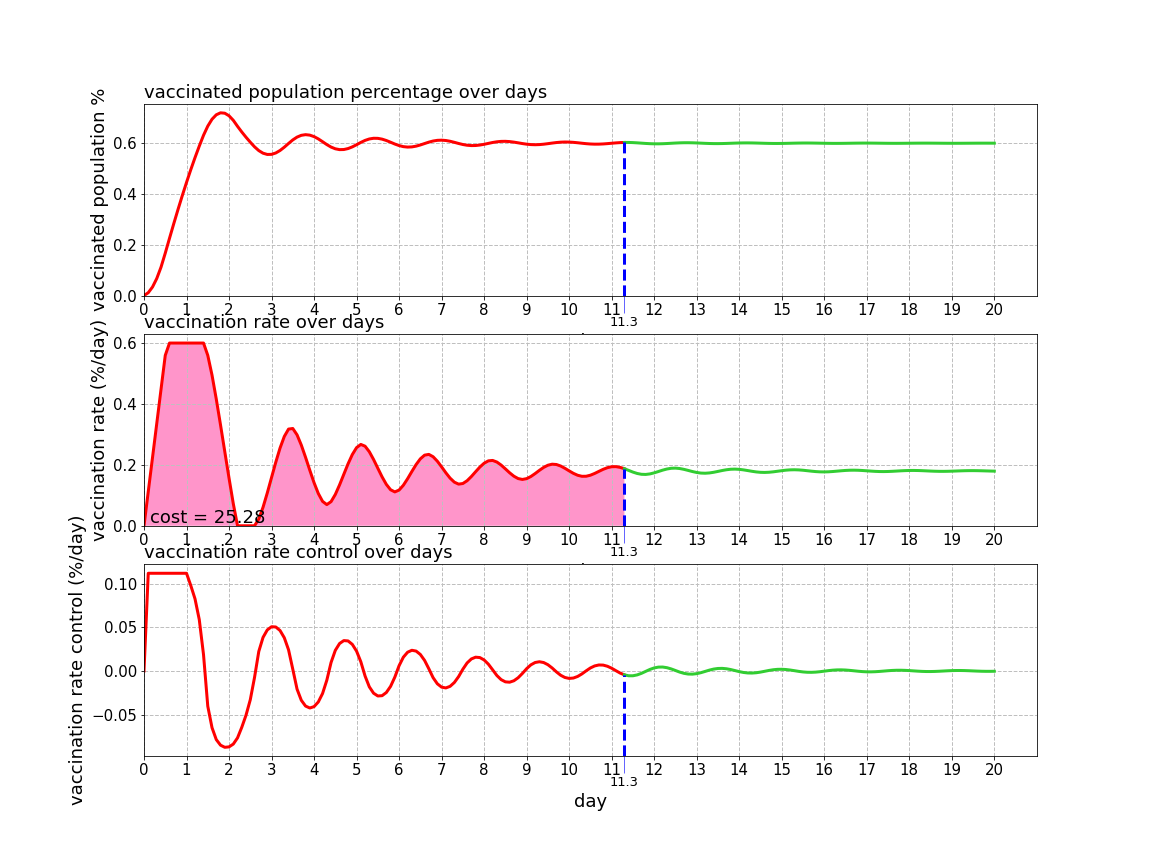 vaccinated population percentage over days
vaccinated population %
0.6
0.4
0.2
0.0
0 1 2 3 4 5 6 7 8 9 10 11 12 13 14 15 16 17 18 19 20
11.3
vaccination rate over days
vaccination rate (%/day)
0.6
0.4
0.2
0.0
cost = 25.28
0 1 2 3 4 5 6 7 8 9 10 11 12 13 14 15 16 17 18 19 20
11.3
vaccination rate control over days
vaccination rate control (%/day)
0.10
0.05
0.00
−0.05
0 1 2 3 4 5 6 7 8 9 10 11 12 13 14 15 16 17 18 19 20
11.3
day